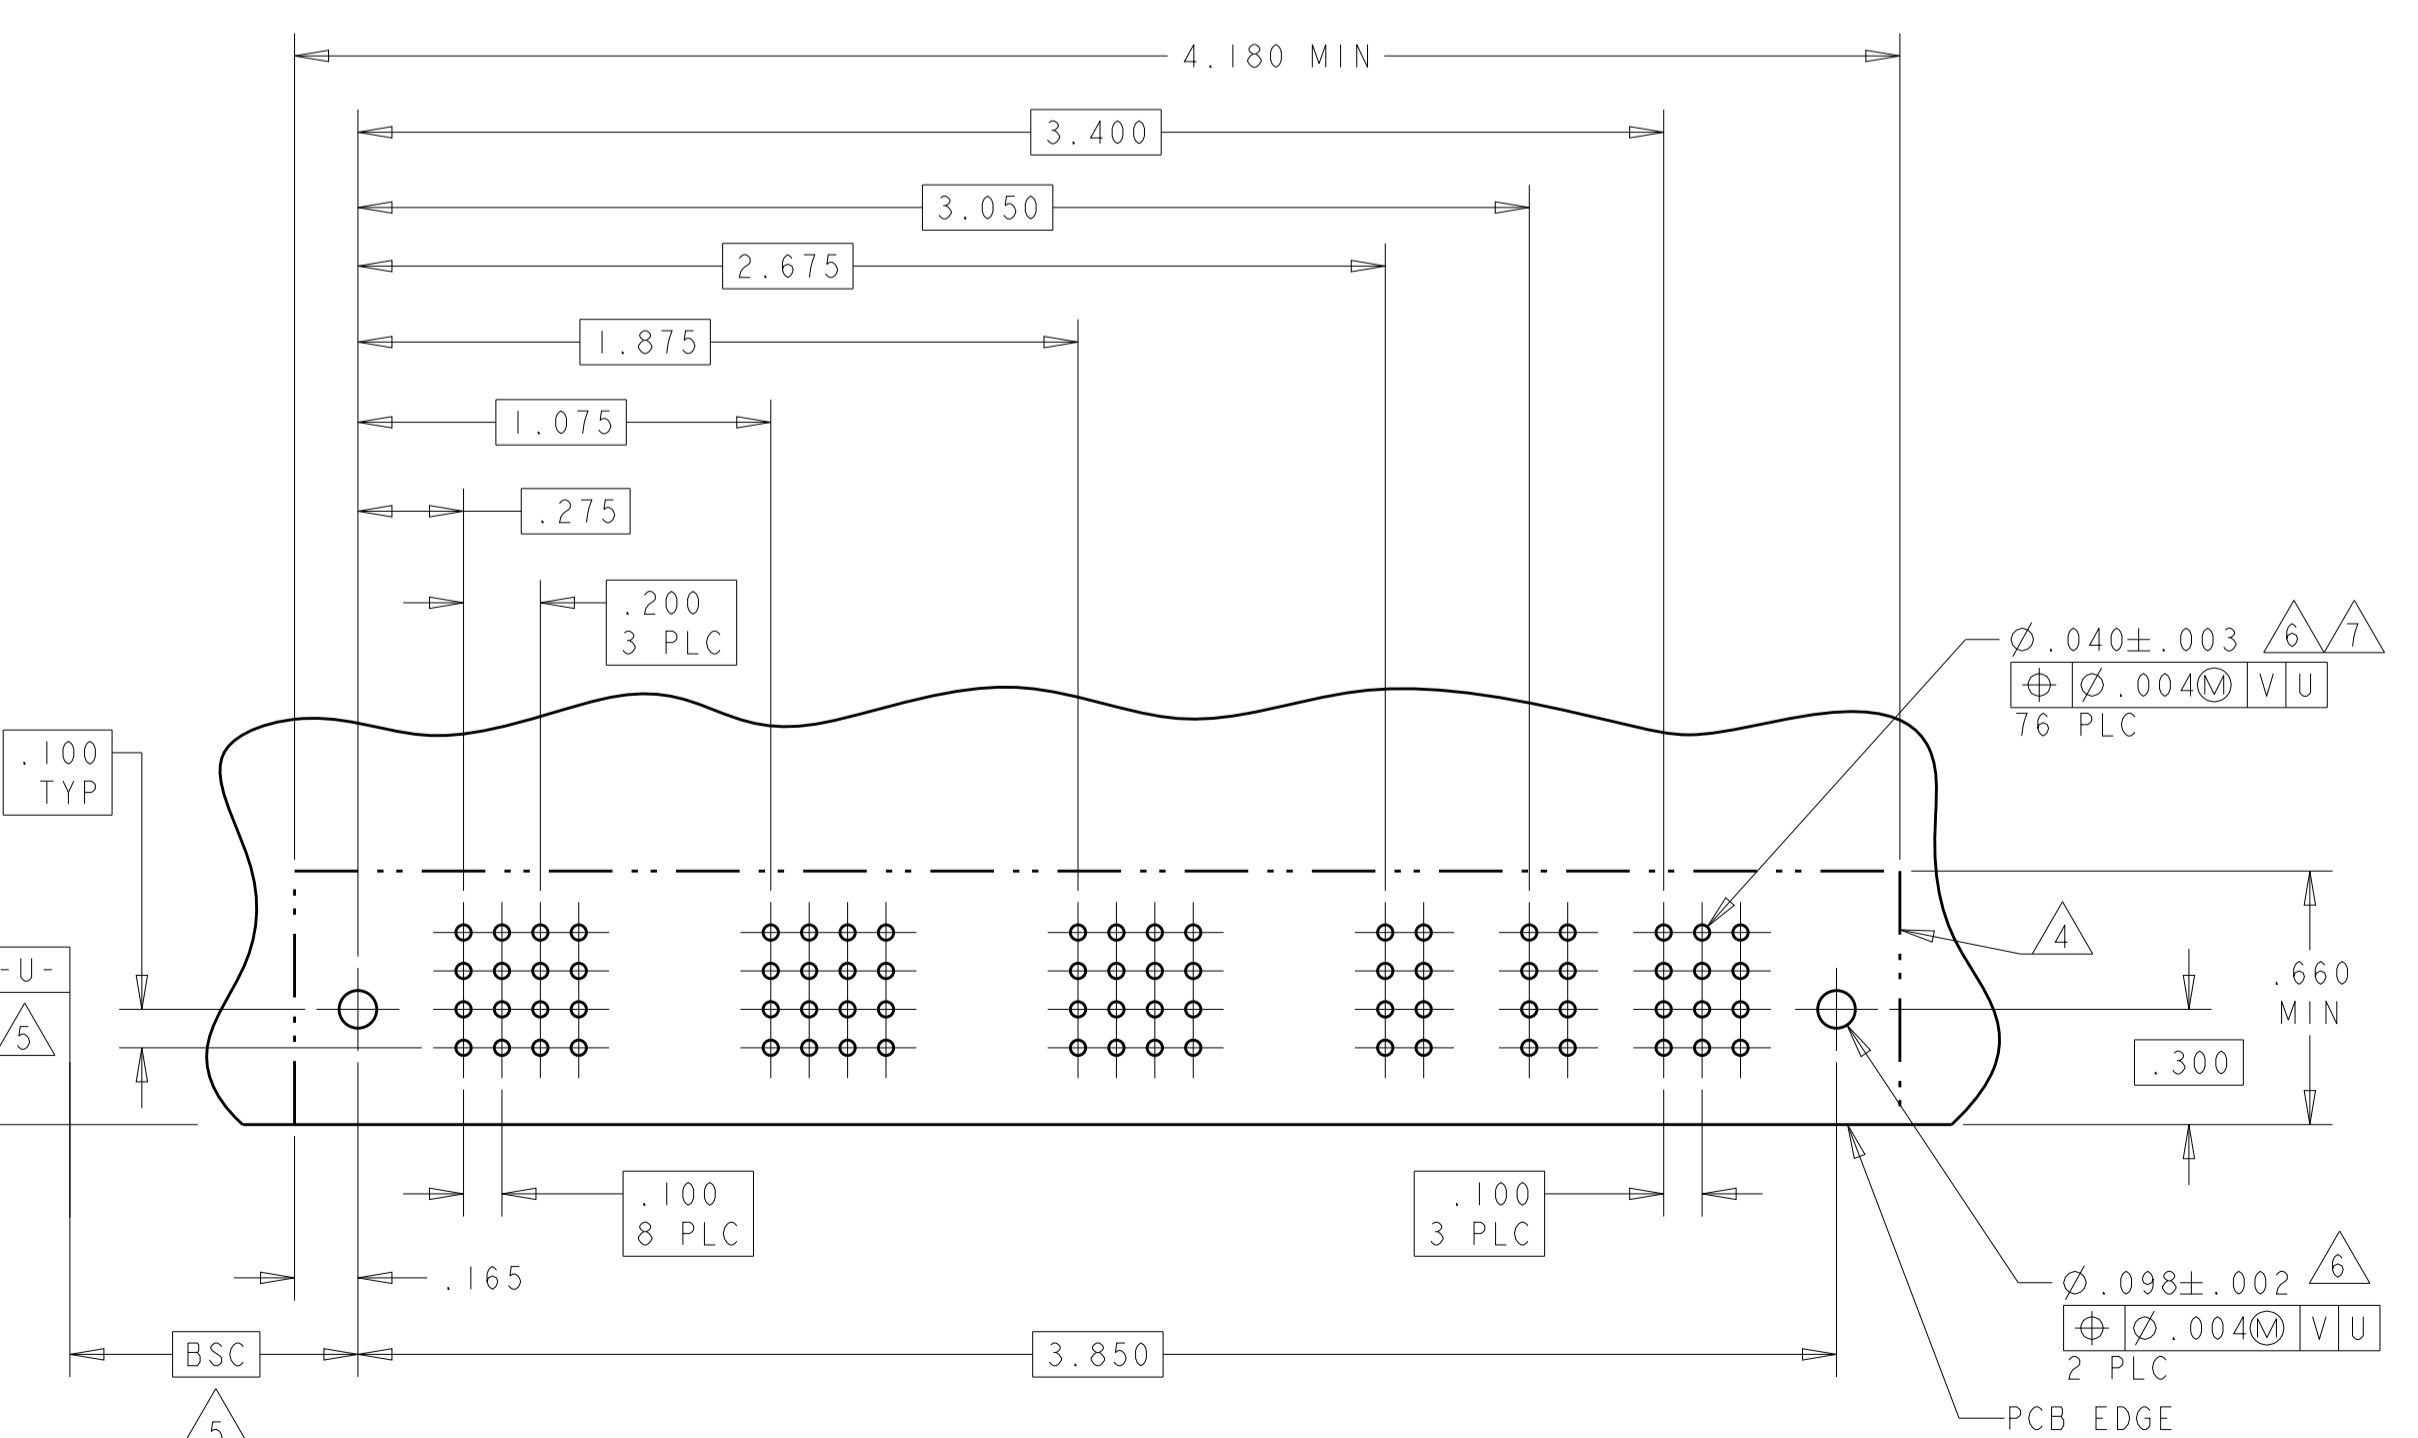 4.180 MIN
3.400
3.050
2.675
1.875
1.075
.275
.200
3 PLC
Ø.040±.003 6 7
⌖ Ø.004Ⓜ V U
76 PLC
.100
TYP
4
-U-
5
.660
MIN
.300
.100
8 PLC
.100
3 PLC
.165
Ø.098±.002 6
⌖ Ø.004Ⓜ V U
2 PLC
BSC
3.850
5
PCB EDGE